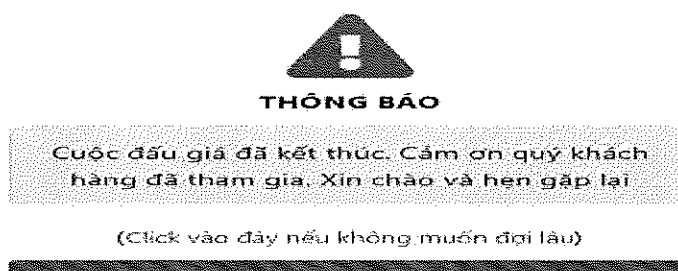 THÔNG BÁO
Cuộc đấu giá đã kết thúc. Cảm ơn quý khách
hàng đã tham gia. Xin chào và hẹn gặp lại
(Click vào đây nếu không muốn đợi lâu)